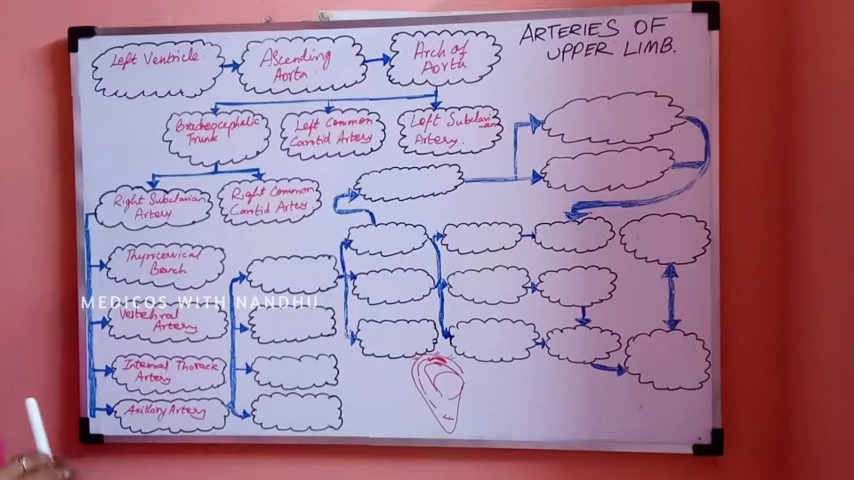 ARTERIES OF
UPPER LIMB.
Left Ventricle
Ascending
Aorta
Arch of
Aorta
Brachiocephalic
Trunk
Left Common
Carotid Artery
Left Subclavian
Artery.
Right Subclavian
Artery
Right Common
Carotid Artery
Thyrocervical
Branch
MEDICOS WITH NANDHU
Vertebral
Artery
Internal Thorack
Artery
Axillary Artery